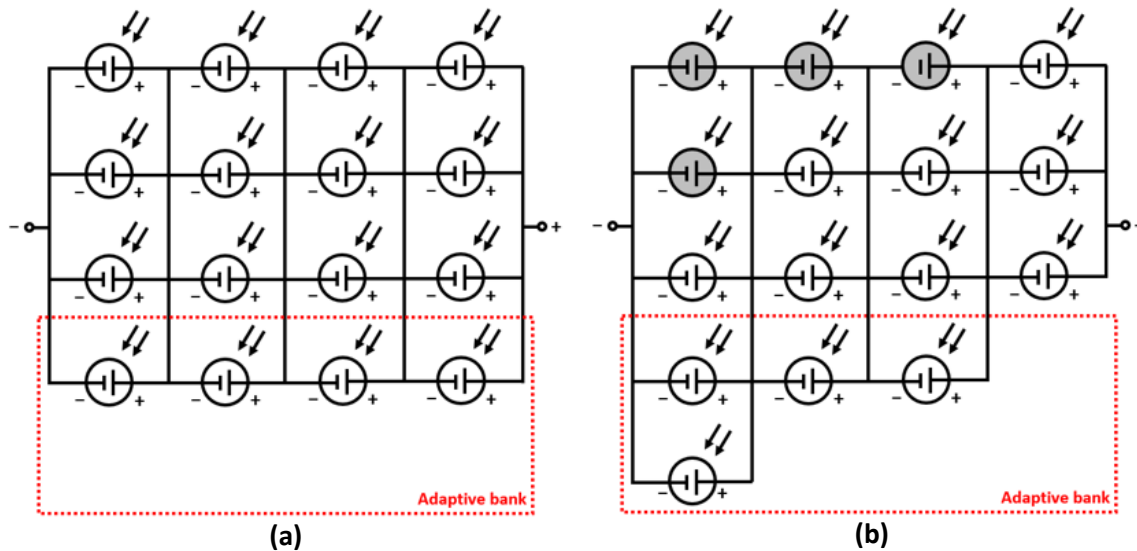 − + − + − + − +
− + − + − + − +
− +
− + − + − + − +
− + − + − + − +
Adaptive bank
(a)
− + − + − + − +
− + − + − + − +
−
− + − + − + − +
− + − + − +
− +
Adaptive bank
(b)